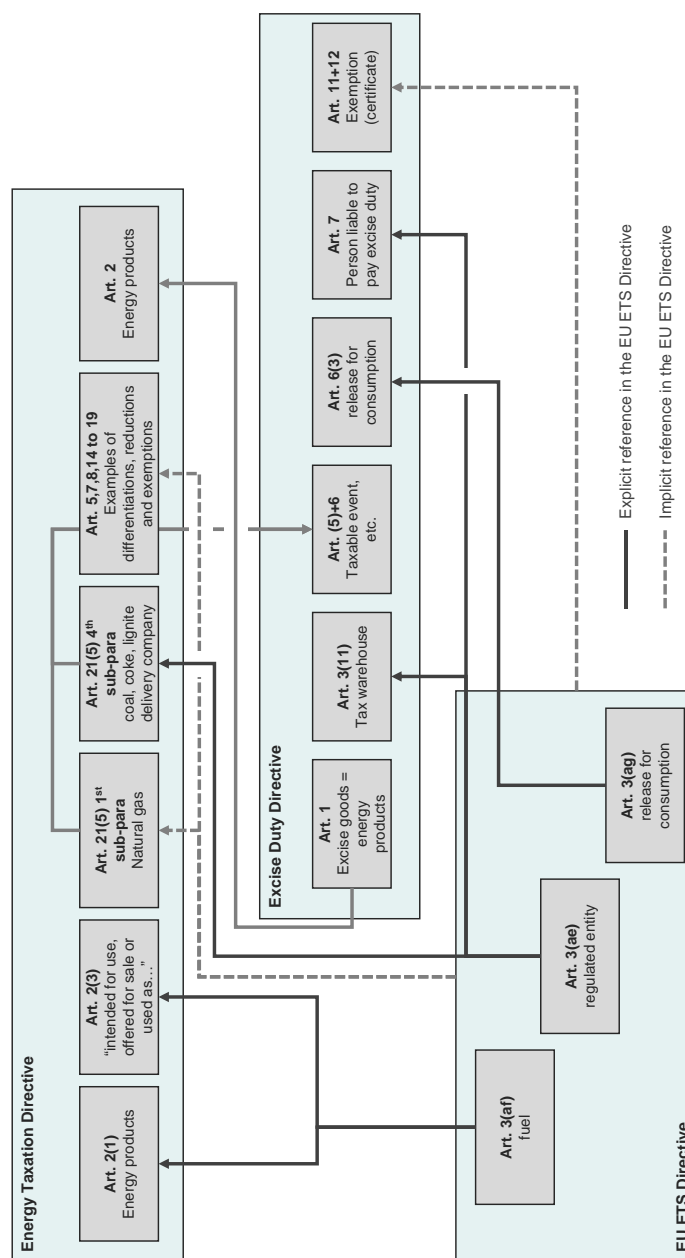 Energy Taxation Directive
Art. 2(1)
Energy products
Art. 2(3)
“intended for use,
offered for sale or
used as…”
Art. 21(5) 1st
sub-para
Natural gas
Art. 21(5) 4th
sub-para
coal, coke, lignite
delivery company
Art. 5,7,8,14 to 19
Examples of
differentiations, reductions
and exemptions
Art. 2
Energy products
Excise Duty Directive
Art. 1
Excise goods =
energy
products
Art. 3(11)
Tax warehouse
Art. (5)+6
Taxable event,
etc.
Art. 6(3)
release for
consumption
Art. 7
Person liable to
pay excise duty
Art. 11+12
Exemption
(certificate)
Art. 3(af)
fuel
Art. 3(ae)
regulated entity
Art. 3(ag)
release for
consumption
EU ETS Directive
Explicit reference in the EU ETS Directive
Implicit reference in the EU ETS Directive